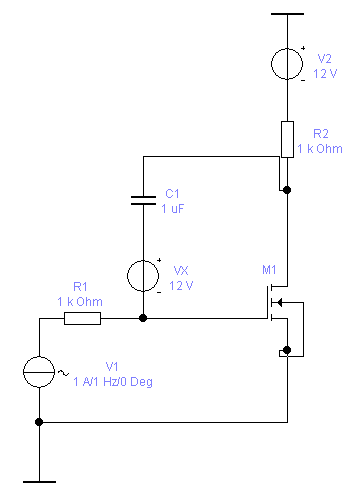 V2
12 V
R2
1 k Ohm
C1
1 uF
VX
12 V
M1
R1
1 k Ohm
V1
1 A/1 Hz/0 Deg